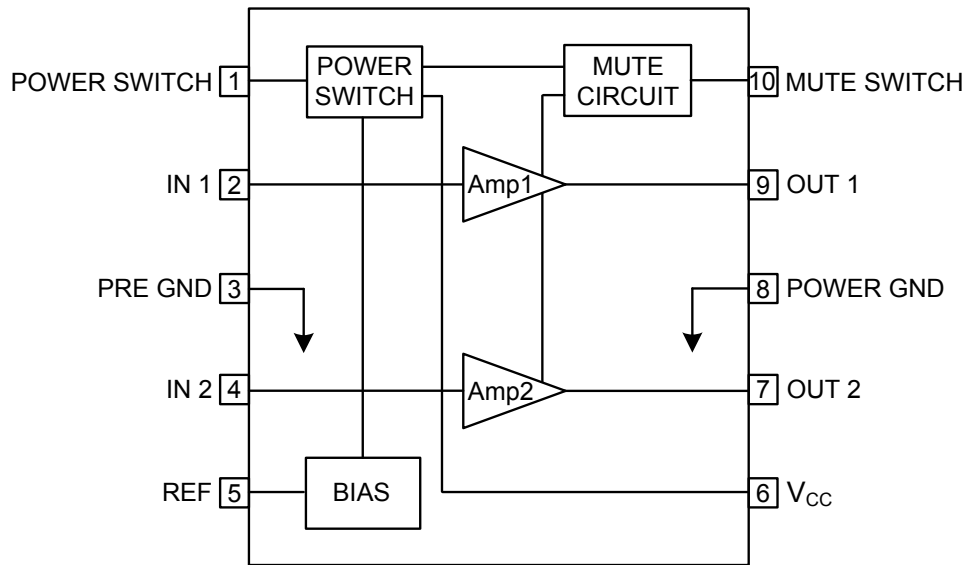 POWER SWITCH 1
POWER
SWITCH
MUTE
CIRCUIT
10 MUTE SWITCH
IN 1 2
Amp1
9 OUT 1
PRE GND 3
8 POWER GND
IN 2 4
Amp2
7 OUT 2
REF 5
BIAS
6 VCC